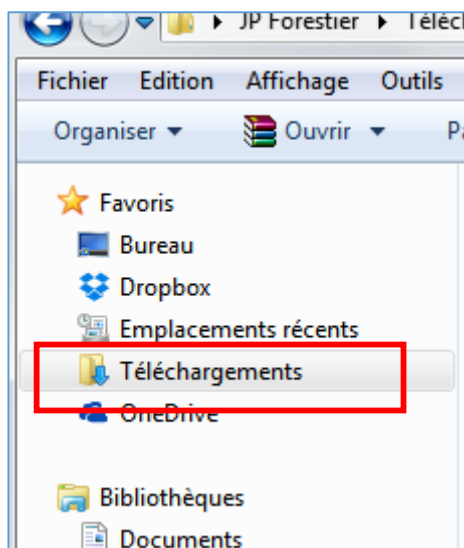 JP Forestier Téléc
Fichier Edition Affichage Outils
Organiser Ouvrir Pa
Favoris
Bureau
Dropbox
Emplacements récents
Téléchargements
OneDrive
Bibliothèques
Documents